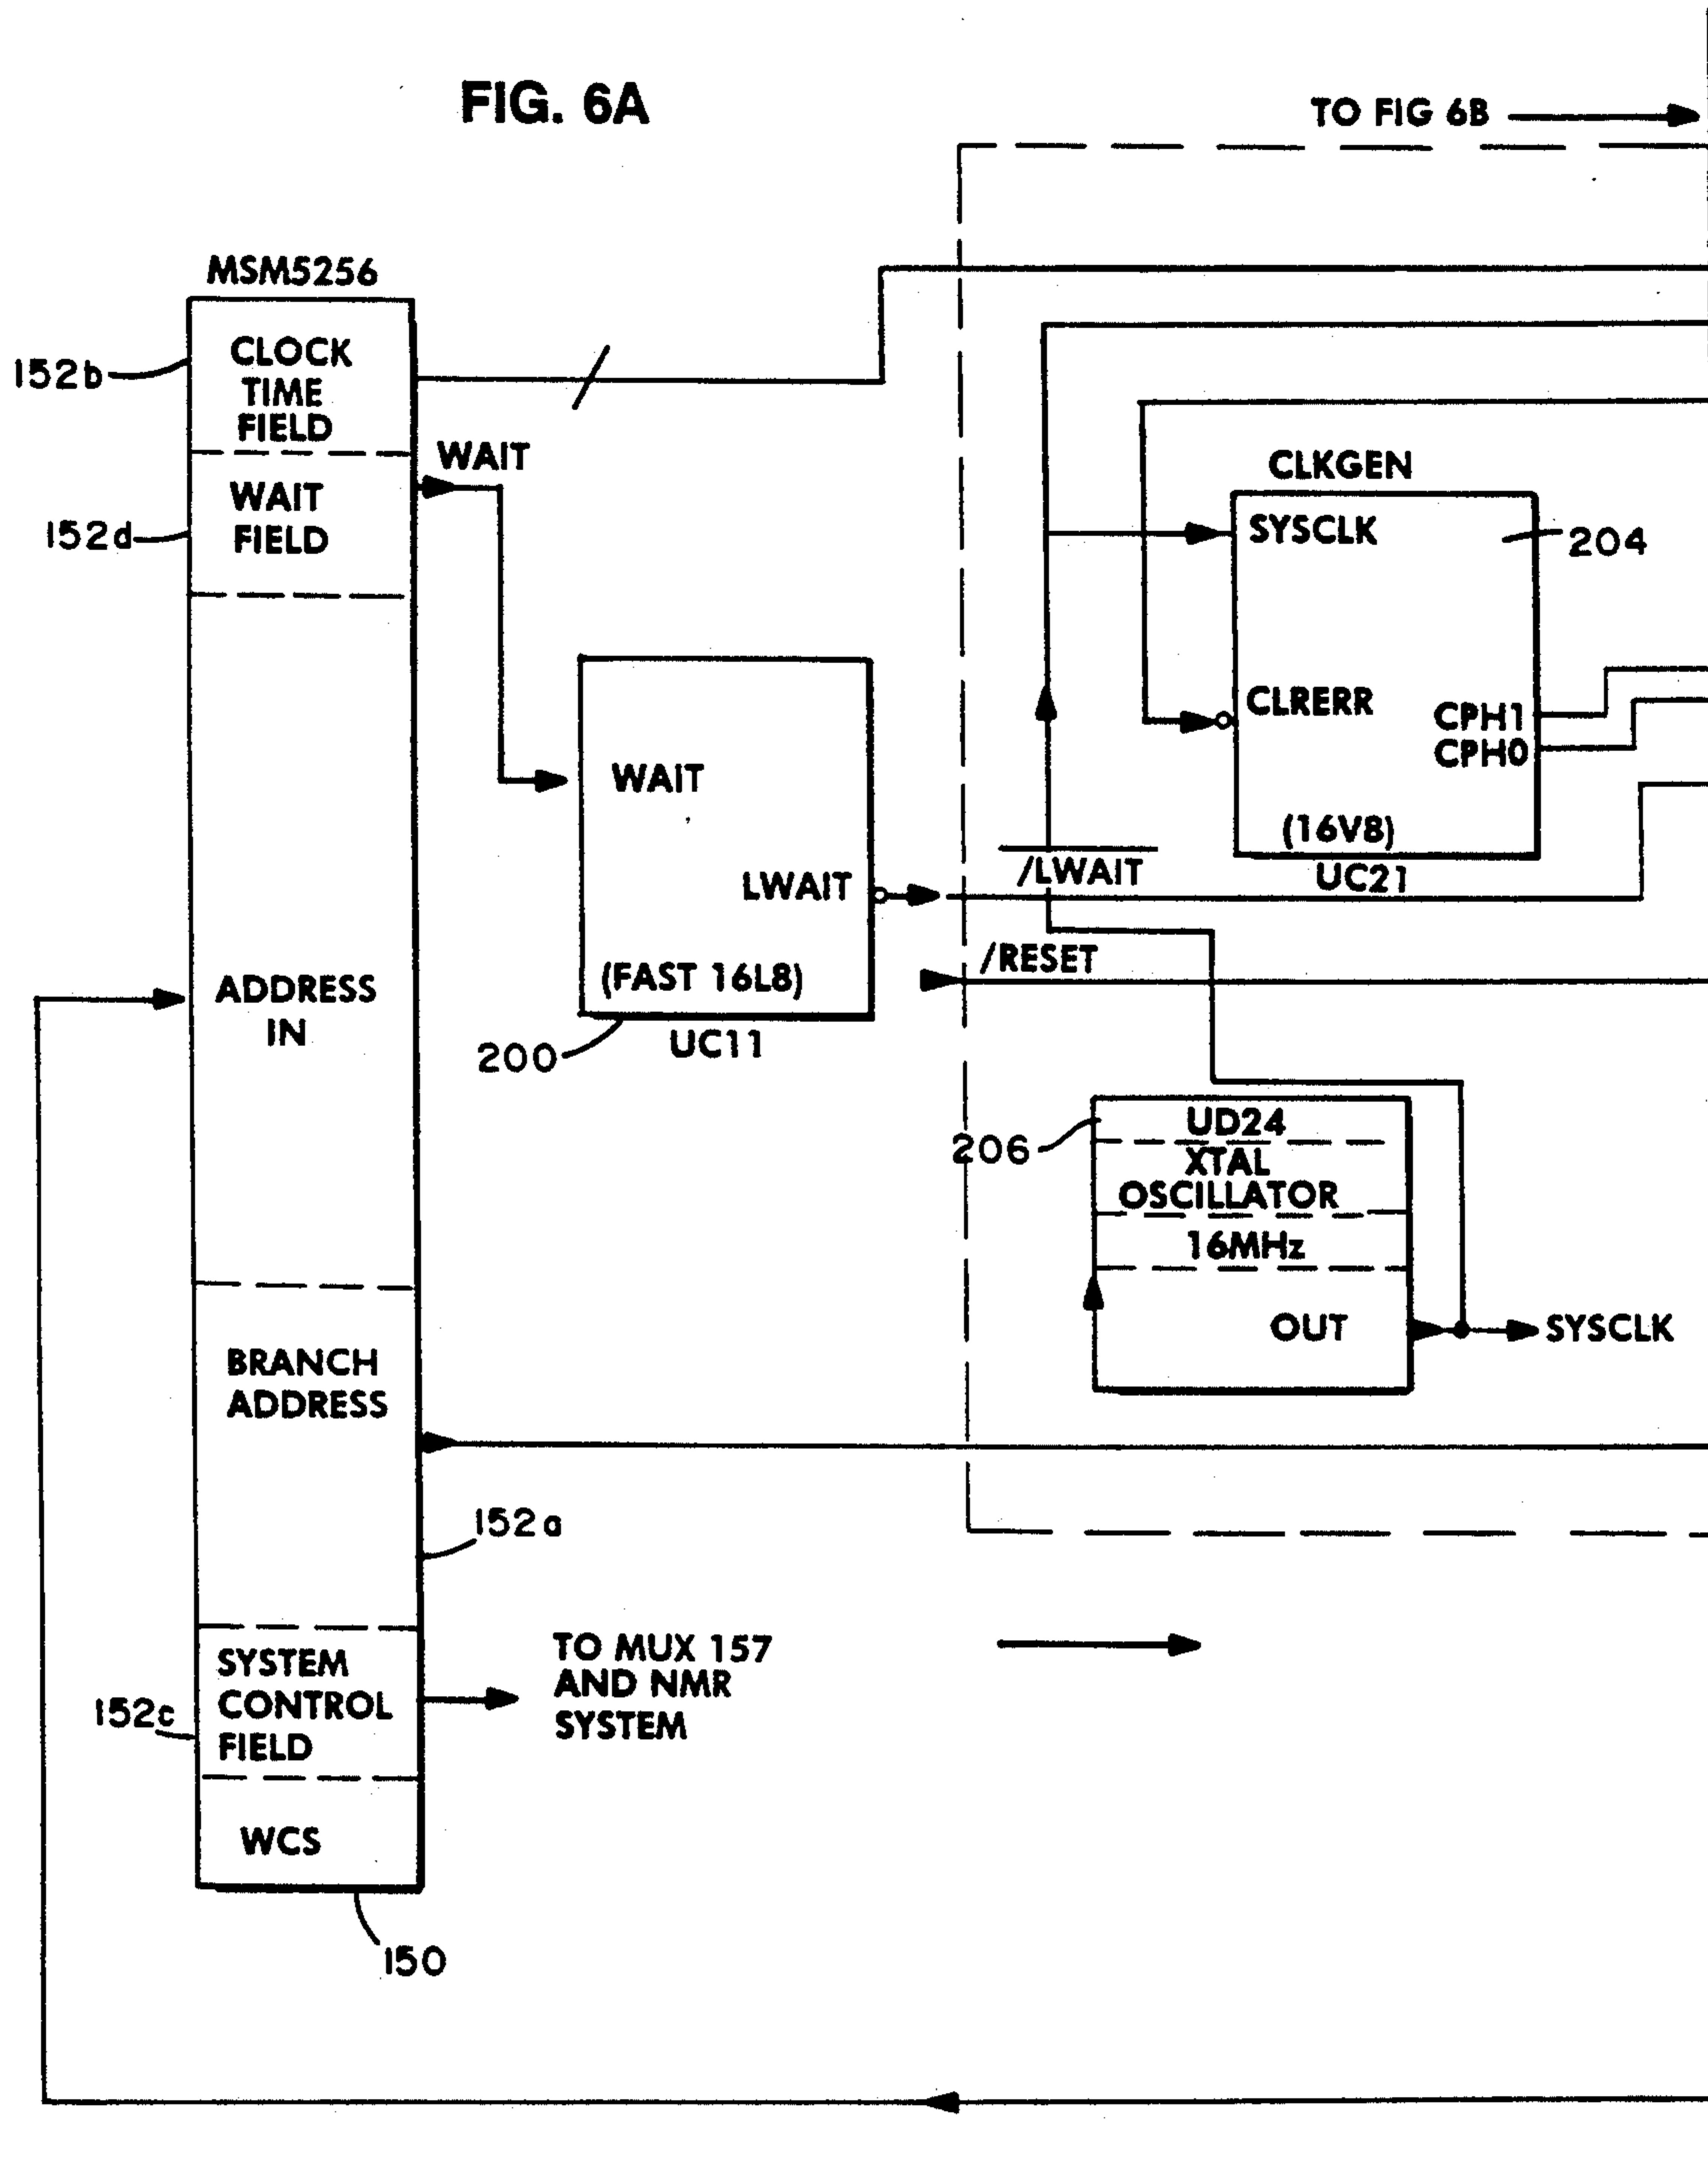 FIG. 6A
TO FIG 6B
MSM5256
152b
CLOCK
TIME
FIELD
WAIT
152d
WAIT
FIELD
CLKGEN
SYSCLK
204
CLRERR
CPH1
CPH0
(16V8)
UC21
WAIT
LWAIT
(FAST 16L8)
200
UC11
/LWAIT
/RESET
ADDRESS
IN
206
UD24
XTAL
OSCILLATOR
16MHz
OUT
SYSCLK
BRANCH
ADDRESS
152a
SYSTEM
CONTROL
FIELD
152c
TO MUX 157
AND NMR
SYSTEM
WCS
150